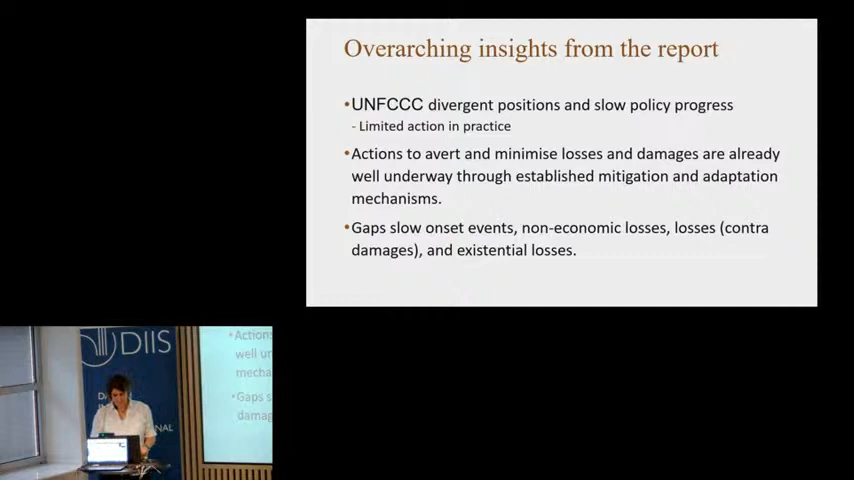 Overarching insights from the report
•UNFCCC divergent positions and slow policy progress
- Limited action in practice
•Actions to avert and minimise losses and damages are already
well underway through established mitigation and adaptation
mechanisms.
•Gaps slow onset events, non-economic losses, losses (contra
damages), and existential losses.
DIIS
•Actions
well un
mecha
•Gaps s
damag